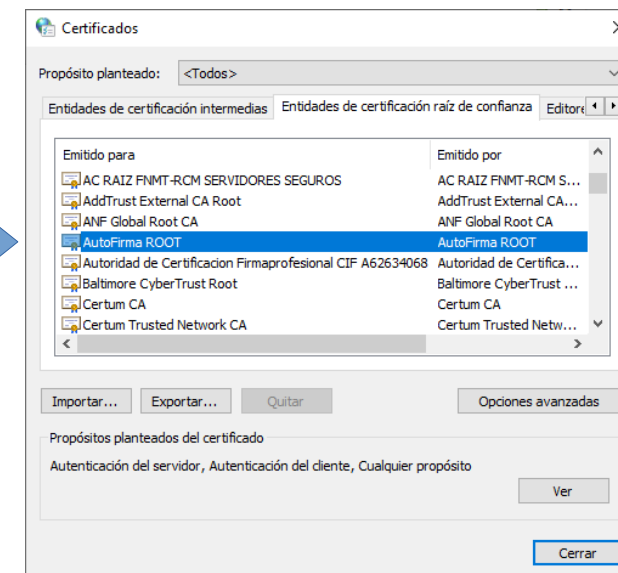 Certificados
Propósito planteado: <Todos>
Entidades de certificación intermedias Entidades de certificación raíz de confianza Editore
Emitido para Emitido por
AC RAIZ FNMT-RCM SERVIDORES SEGUROS AC RAIZ FNMT-RCM S...
AddTrust External CA Root AddTrust External CA...
ANF Global Root CA ANF Global Root CA
AutoFirma ROOT AutoFirma ROOT
Autoridad de Certificacion Firmaprofesional CIF A62634068 Autoridad de Certifica...
Baltimore CyberTrust Root Baltimore CyberTrust ...
Certum CA Certum CA
Certum Trusted Network CA Certum Trusted Netw...
Importar... Exportar... Quitar Opciones avanzadas
Propósitos planteados del certificado
Autenticación del servidor, Autenticación del cliente, Cualquier propósito
Ver
Cerrar